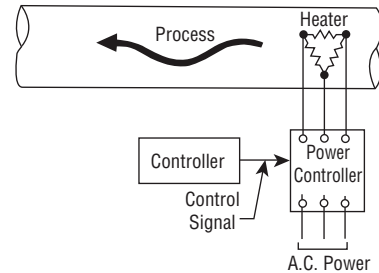 Heater
Process
Power
Controller
Controller
Control
Signal
A.C. Power